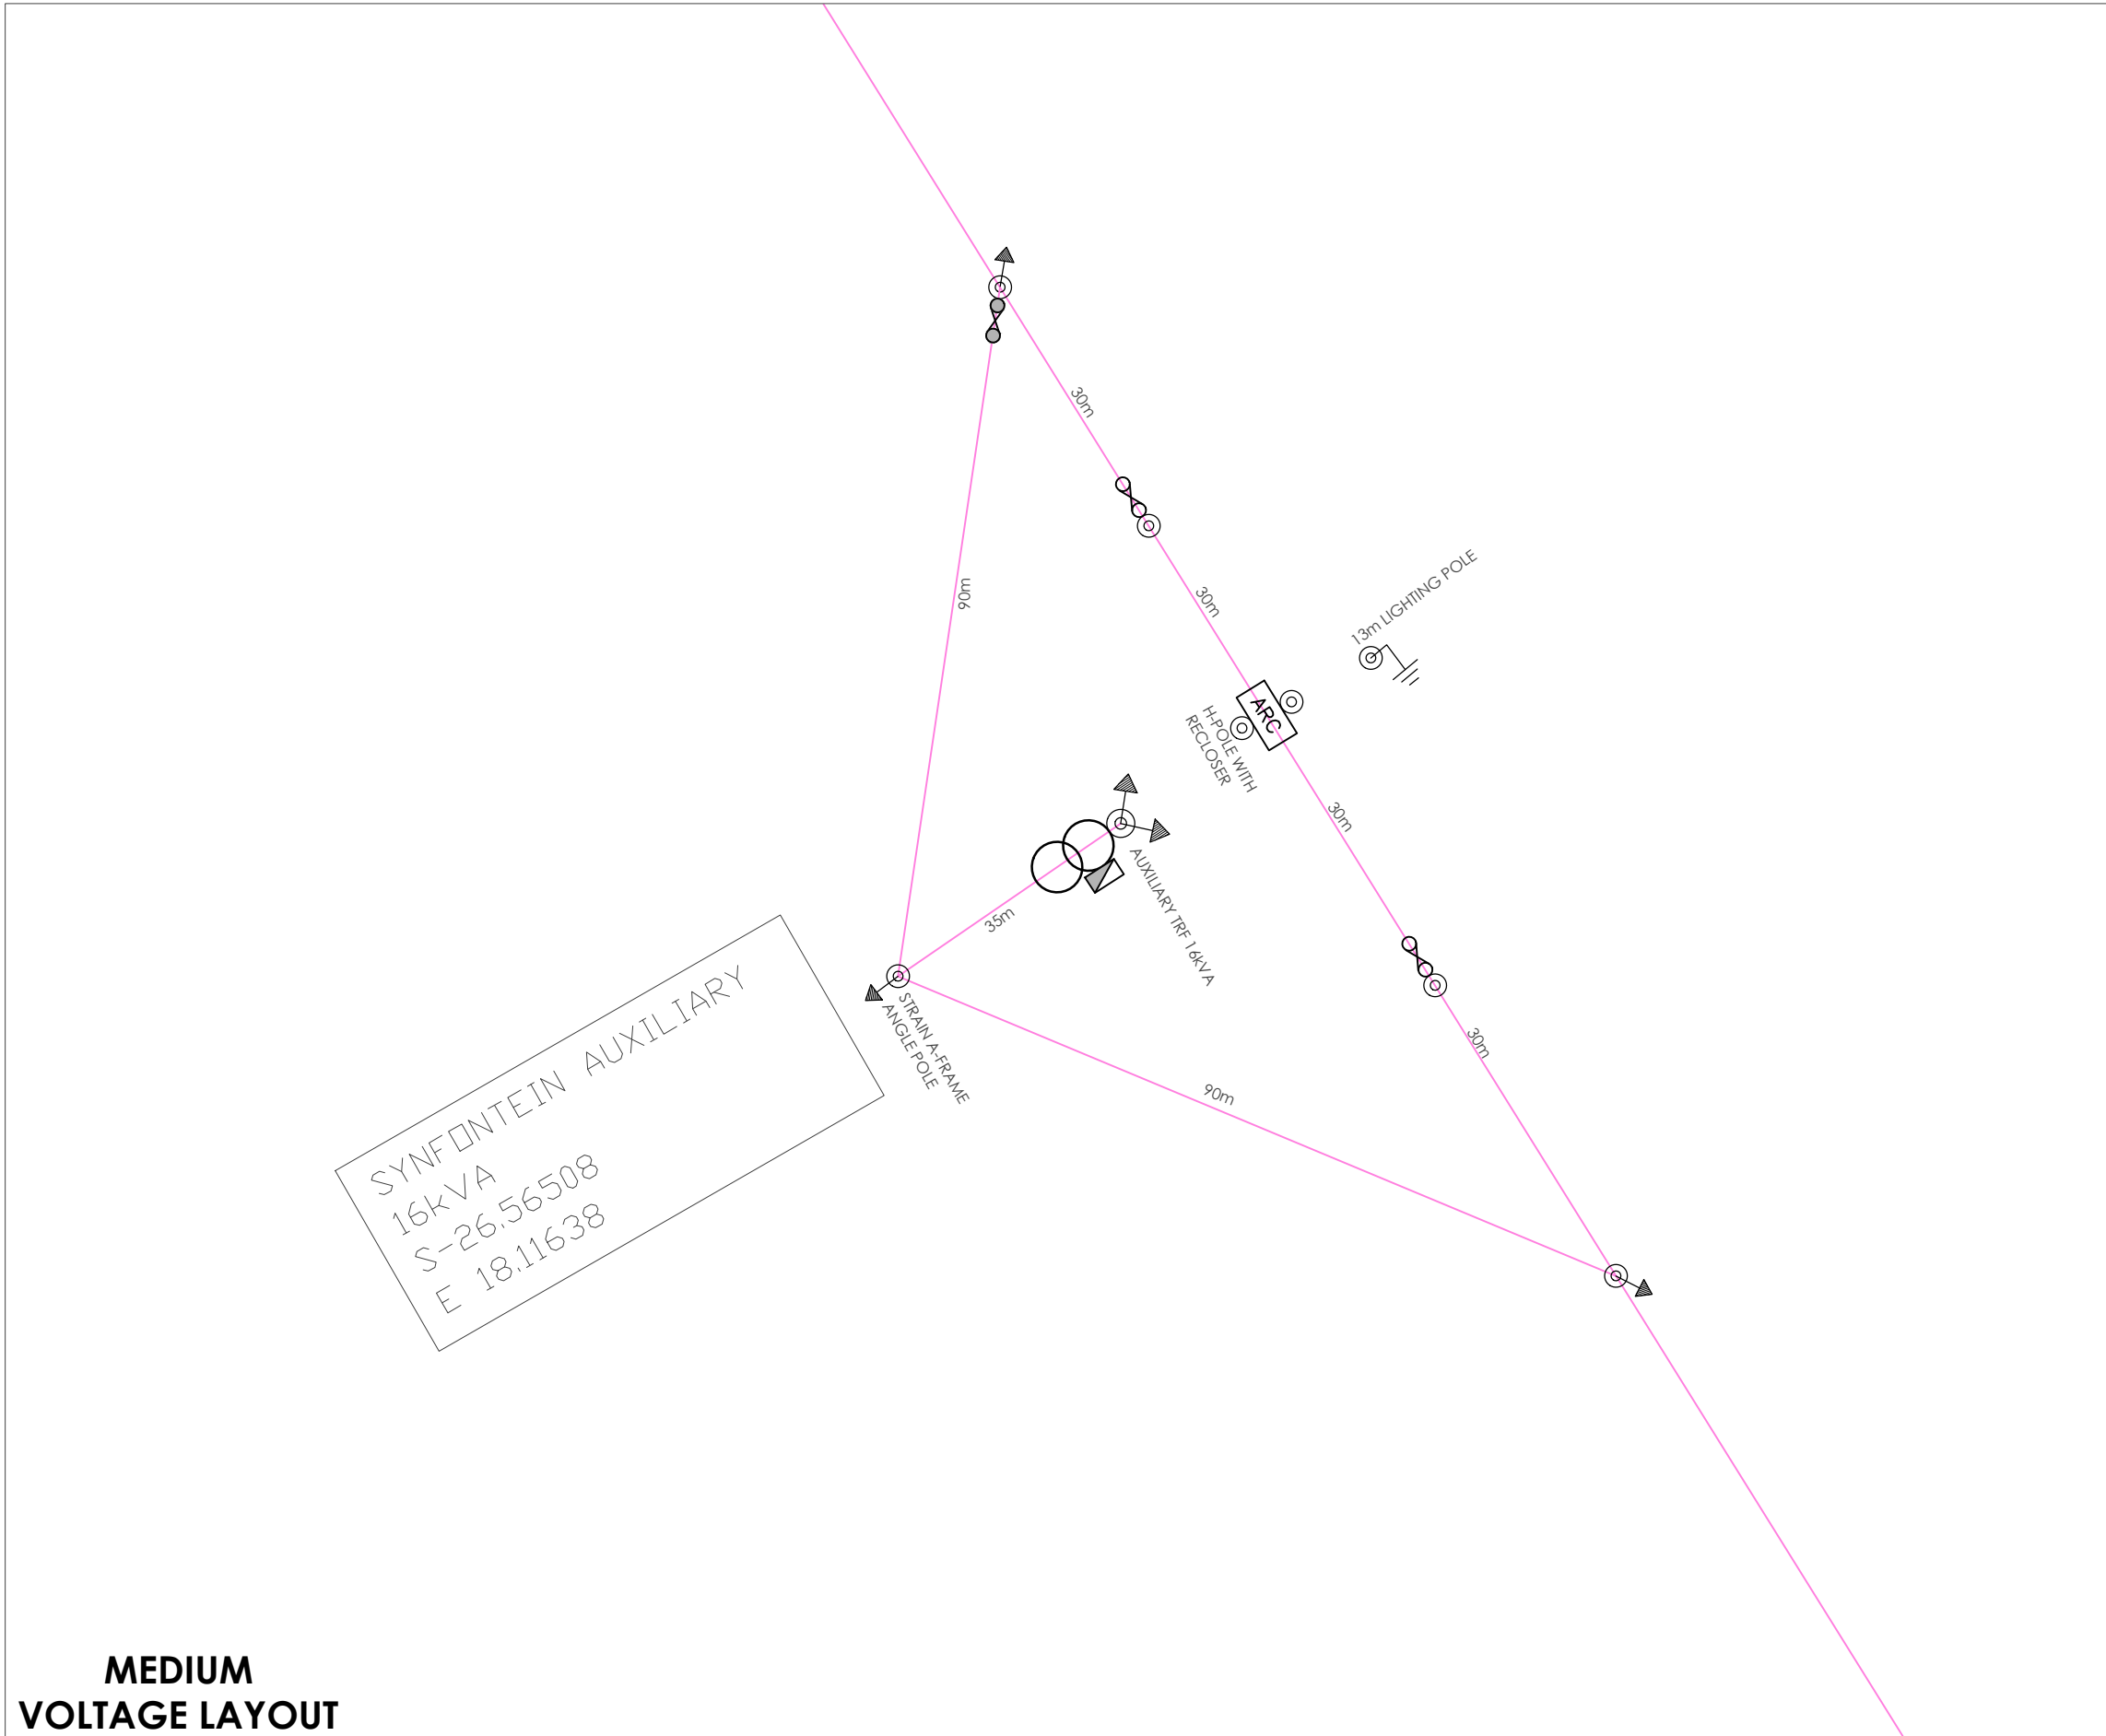 30m
30m
90m
13m LIGHTING POLE
ARC
H-POLE WITH
RECLOSER
30m
AUXILIARY TRF 16kVA
35m
STRAIN A-FRAME
ANGLE POLE
SYNFONTEIN AUXILIARY
16kVA
S-26.56508
E 18.11638
30m
90m
MEDIUM
VOLTAGE LAYOUT